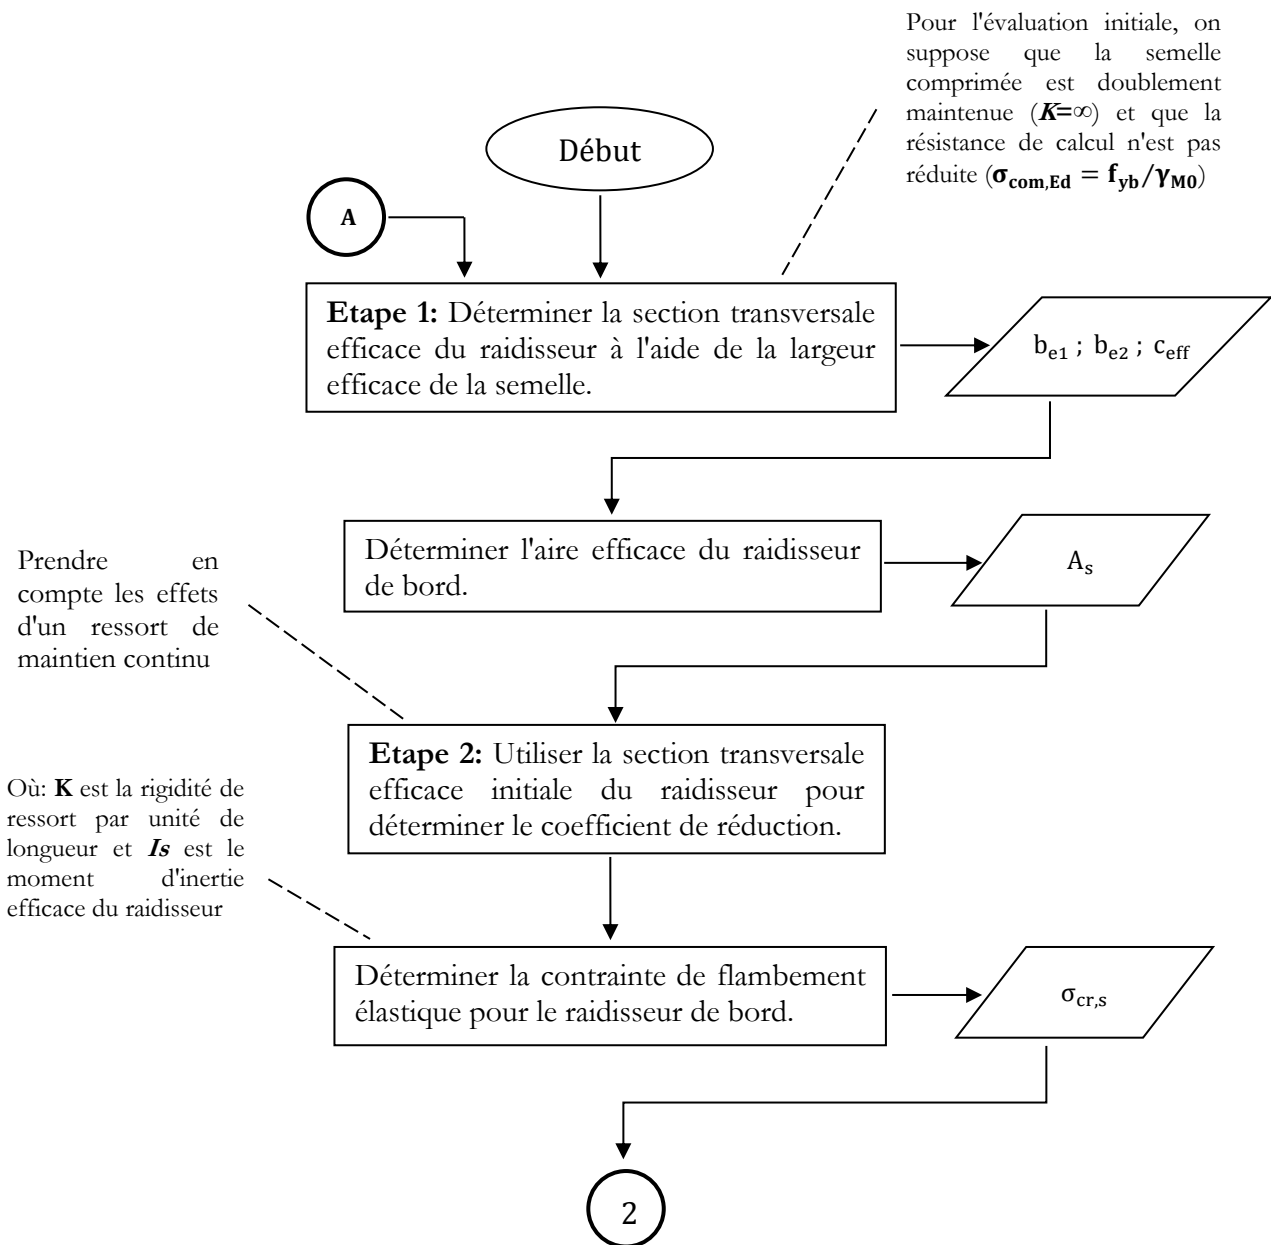 Pour l'évaluation initiale, on
suppose que la semelle
comprimée est doublement
maintenue (K=∞) et que la
résistance de calcul n'est pas
réduite (σcom,Ed = fyb/γM0)
Début
A
Etape 1: Déterminer la section transversale
efficace du raidisseur à l'aide de la largeur
efficace de la semelle.
be1 ; be2 ; ceff
Déterminer l'aire efficace du raidisseur
de bord.
As
Prendre en
compte les effets
d'un ressort de
maintien continu
Etape 2: Utiliser la section transversale
efficace initiale du raidisseur pour
déterminer le coefficient de réduction.
Où: K est la rigidité de
ressort par unité de
longueur et Is est le
moment d'inertie
efficace du raidisseur
Déterminer la contrainte de flambement
élastique pour le raidisseur de bord.
σcr,s
2